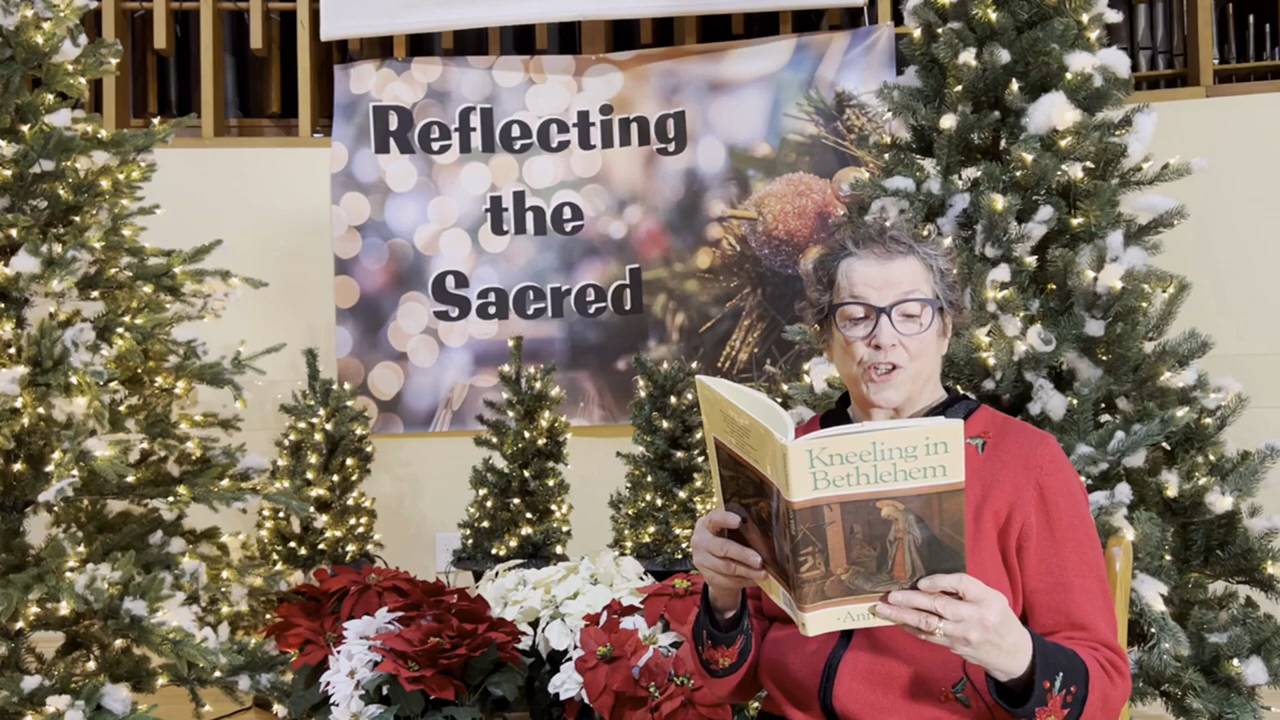 Reflecting
the
Sacred
Kneeling in
Bethlehem